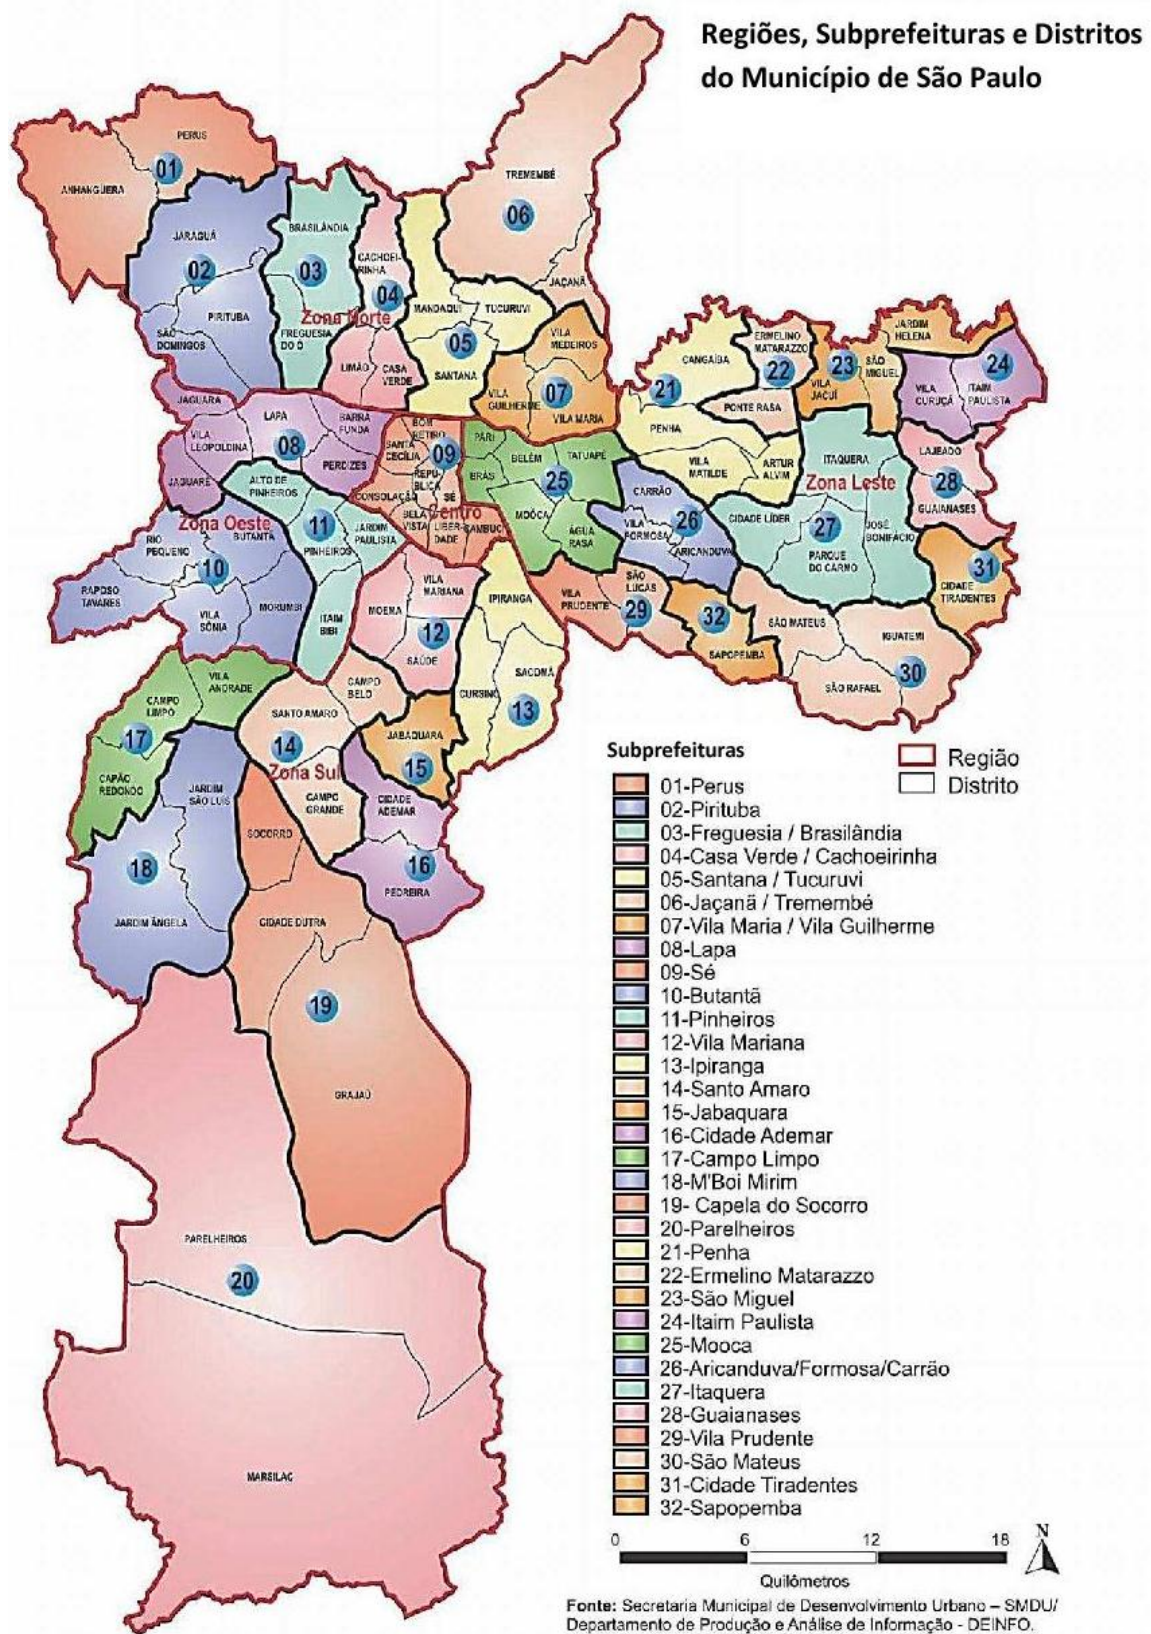 Regiões, Subprefeituras e Distritos
do Município de São Paulo
PERUS
01
ANHANGUERA
TREMEMBÉ
06
JAÇANÃ
JARAGUÁ
02
PIRITUBA
SÃO
DOMINGOS
BRASILÂNDIA
03
Zona Norte
FREGUESIA
DO Ó
CACHOEI-
RINHA
04
LIMÃO
CASA
VERDE
MANDAQUI
TUCURUVI
05
SANTANA
VILA
MEDEIROS
07
VILA
GUILHERME
VILA MARIA
JAGUARA
LAPA
BARRA
FUNDA
VILA
LEOPOLDINA
08
PERDIZES
JAGUARÉ
BOM
RETIRO
SANTA
CECÍLIA
09
REPÚ-
BLICA
CONSOLAÇÃO
SÉ
Centro
BELA
VISTA
LIBER-
DADE
CAMBUCI
PARI
BELÉM
TATUAPÉ
BRÁS
25
MOÓCA
ÁGUA
RASA
CANGAÍBA
21
PENHA
VILA
MATILDE
ARTUR
ALVIM
ERMELINO
MATARAZZO
22
PONTE RASA
23
SÃO
MIGUEL
VILA
JACUÍ
JARDIM
HELENA
24
VILA
CURUÇÁ
ITAIM
PAULISTA
LAJEADO
28
GUAIANASES
ITAQUERA
Zona Leste
CIDADE LÍDER
27
JOSÉ
BONIFÁCIO
PARQUE
DO CARMO
CARRÃO
VILA
FORMOSA
26
ARICANDUVA
31
CIDADE
TIRADENTES
ALTO DE
PINHEIROS
11
PINHEIROS
JARDIM
PAULISTA
ITAIM
BIBI
Zona Oeste
BUTANTÃ
RIO
PEQUENO
10
RAPOSO
TAVARES
VILA
SÔNIA
MORUMBI
VILA
MARIANA
MOEMA
12
SAÚDE
IPIRANGA
CURSINO
SACOMÃ
13
VILA
PRUDENTE
SÃO
LUCAS
29
32
SAPOPEMBA
SÃO MATEUS
IGUATEMI
SÃO RAFAEL
30
VILA
ANDRADE
CAMPO
LIMPO
17
CAPÃO
REDONDO
CAMPO
BELO
SANTO AMARO
14
Zona Sul
CAMPO
GRANDE
JABAQUARA
15
CIDADE
ADEMAR
16
PEDREIRA
JARDIM
SÃO LUÍS
18
JARDIM ÂNGELA
SOCORRO
CIDADE DUTRA
19
GRAJAÚ
PARELHEIROS
20
MARSILAC
Subprefeituras
Região
Distrito
01-Perus
02-Pirituba
03-Freguesia / Brasilândia
04-Casa Verde / Cachoeirinha
05-Santana / Tucuruvi
06-Jaçanã / Tremembé
07-Vila Maria / Vila Guilherme
08-Lapa
09-Sé
10-Butantã
11-Pinheiros
12-Vila Mariana
13-Ipiranga
14-Santo Amaro
15-Jabaquara
16-Cidade Ademar
17-Campo Limpo
18-M'Boi Mirim
19- Capela do Socorro
20-Parelheiros
21-Penha
22-Ermelino Matarazzo
23-São Miguel
24-Itaim Paulista
25-Mooca
26-Aricanduva/Formosa/Carrão
27-Itaquera
28-Guaianases
29-Vila Prudente
30-São Mateus
31-Cidade Tiradentes
32-Sapopemba
0 6 12 18
N
Quilômetros
Fonte: Secretaria Municipal de Desenvolvimento Urbano – SMDU/
Departamento de Produção e Análise de Informação - DEINFO.